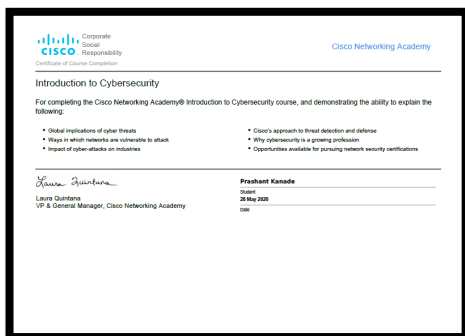 Corporate
Social
Responsibility
CISCO
Cisco Networking Academy
Certificate of Course Completion
Introduction to Cybersecurity
For completing the Cisco Networking Academy® Introduction to Cybersecurity course, and demonstrating the ability to explain the
following:
• Global implications of cyber threats
• Ways in which networks are vulnerable to attack
• Impact of cyber-attacks on industries
• Cisco's approach to threat detection and defense
• Why cybersecurity is a growing profession
• Opportunities available for pursuing network security certifications
Laura Quintana
Laura Quintana
VP & General Manager, Cisco Networking Academy
Prashant Kanade
Student
28 May 2020
Date